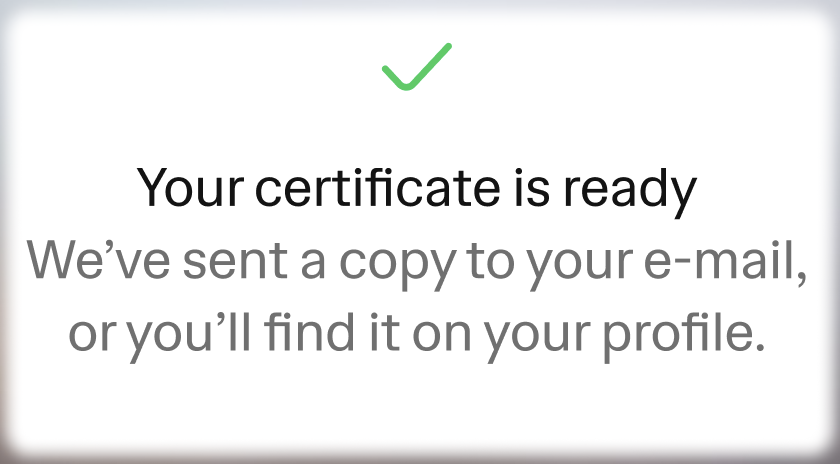 Your certificate is ready
We’ve sent a copy to your e-mail,
or you’ll find it on your profile.